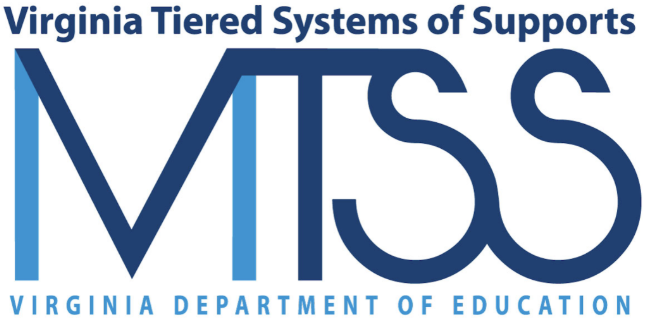 Virginia Tiered Systems of Supports
MTSS
VIRGINIA DEPARTMENT OF EDUCATION